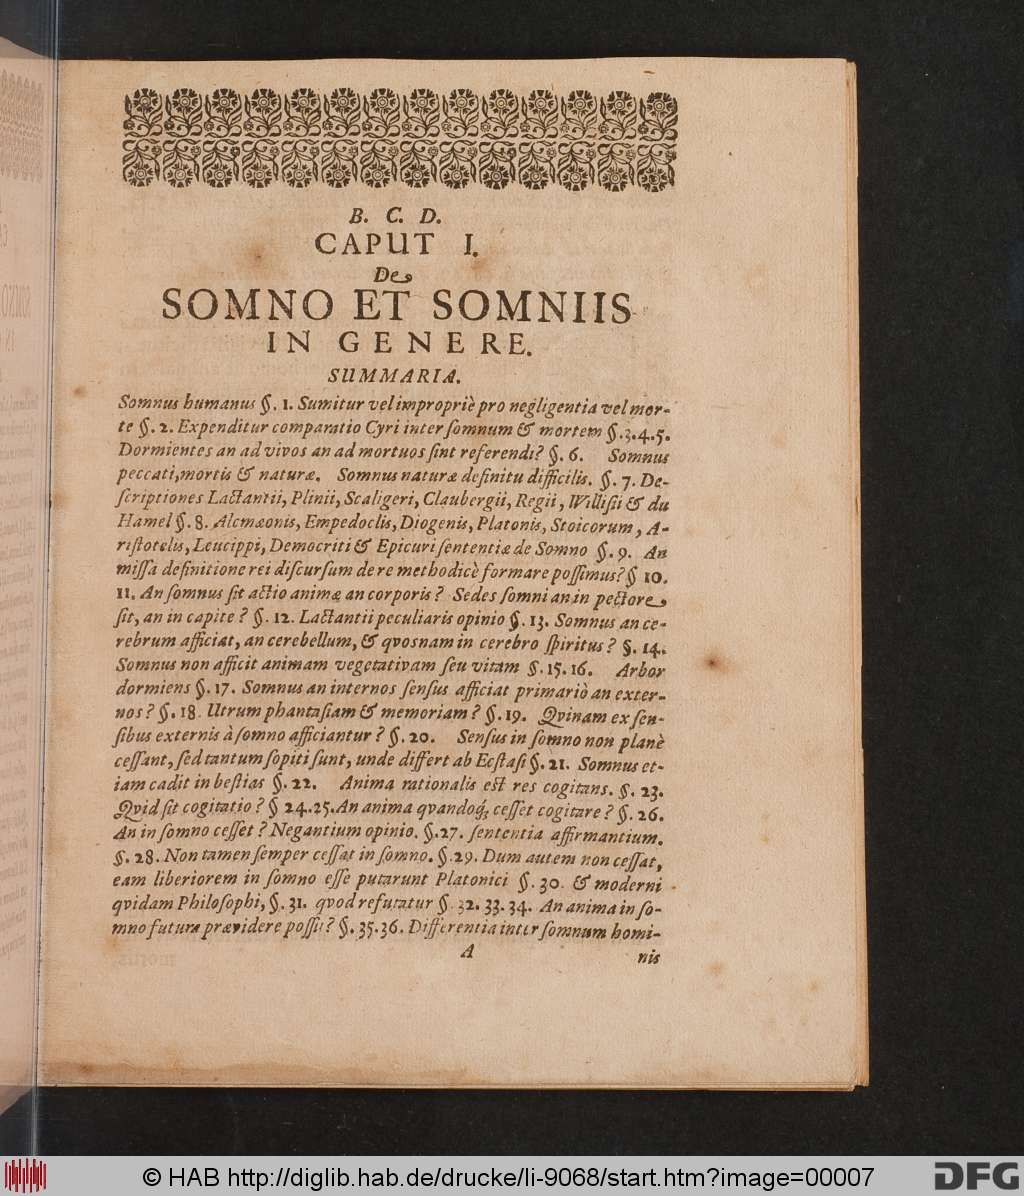 B. C. D.
CAPUT I.
De
SOMNO ET SOMNIIS
IN GENERE.
SUMMARIA.
Somnus humanus §. 1. Sumitur vel impropriè pro negligentia vel mor-
te §. 2. Expenditur comparatio Cyri inter ſomnum & mortem §. 3. 4. 5.
Dormientes an ad vivos an ad mortuos ſint referendi? §. 6. Somnus
peccati, mortis & naturæ. Somnus naturæ definitu difficilis. §. 7. De-
ſcriptiones Lactantii, Plinii, Scaligeri, Claubergii, Regii, Willisii & du
Hamel §. 8. Alcmæonis, Empedoclis, Diogenis, Platonis, Stoicorum, A-
riſtotelis, Leucippi, Democriti & Epicuri ſententiæ de Somno §. 9. An
miſſa definitione rei diſcurſum de re methodicè formare poſſimus? § 10.
11. An ſomnus ſit actio animæ an corporis? Sedes ſomni an in pectore
ſit, an in capite? §. 12. Lactantii peculiaris opinio §. 13. Somnus an ce-
rebrum afficiat, an cerebellum, & qvosnam in cerebro ſpiritus? §. 14.
Somnus non afficit animam vegetativam ſeu vitam §. 15. 16. Arbor
dormiens §. 17. Somnus an internos ſenſus afficiat primariò an exter-
nos? §. 18. Utrum phantaſiam & memoriam? §. 19. Qvinam ex ſen-
ſibus externis à ſomno afficiantur? §. 20. Senſus in ſomno non planè
ceſſant, ſed tantum ſopiti ſunt, unde differt ab Ecſtaſi §. 21. Somnus et-
iam cadit in beſtias §. 22. Anima rationalis eſt res cogitans. §. 23.
Qvid ſit cogitatio? § 24. 25. An anima qvandoq́; ceſſet cogitare? §. 26.
An in ſomno ceſſet? Negantium opinio. §. 27. ſententia affirmantium.
§. 28. Non tamen ſemper ceſſat in ſomno. §. 29. Dum autem non ceſſat,
eam liberiorem in ſomno eſſe putarunt Platonici §. 30. & moderni
qvidam Philoſophi, §. 31. qvod refutatur §. 32. 33. 34. An anima in ſo-
mno futura prævidere poſſit? §. 35. 36. Differentia inter ſomnum homi-
A nis
© HAB http://diglib.hab.de/drucke/li-9068/start.htm?image=00007
DFG